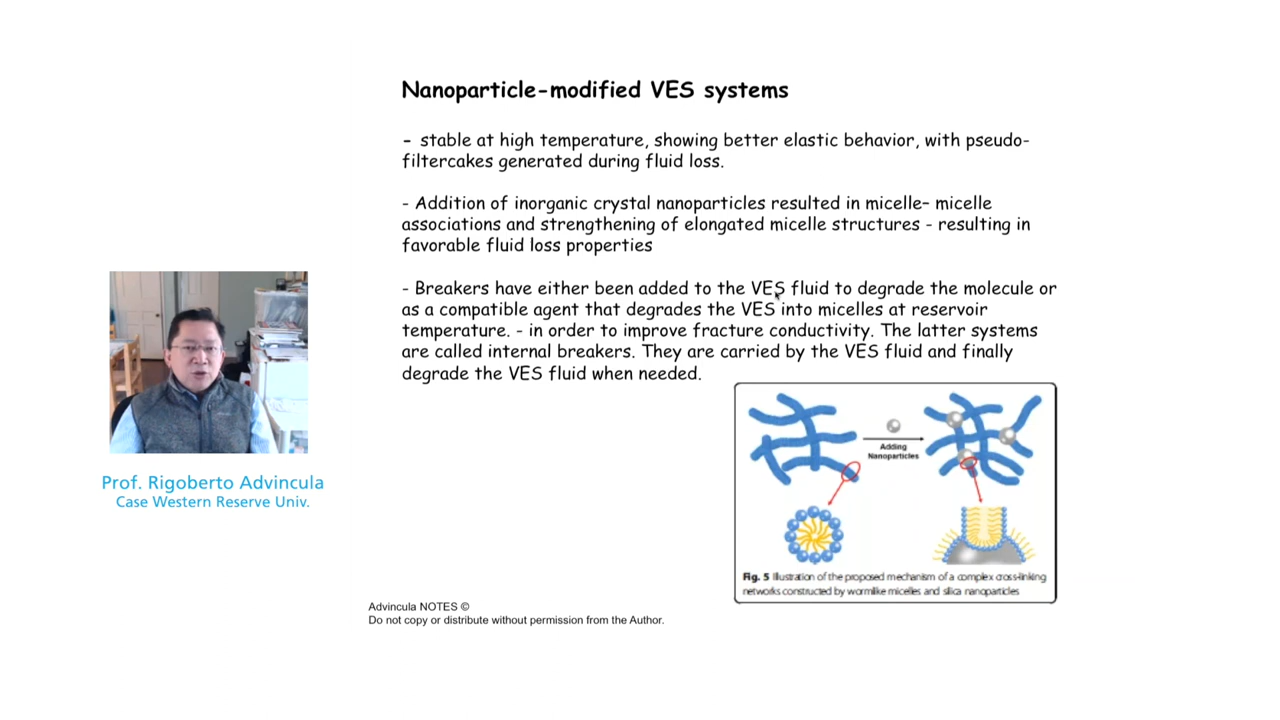 Nanoparticle-modified VES systems
- stable at high temperature, showing better elastic behavior, with pseudo-
filtercakes generated during fluid loss.
- Addition of inorganic crystal nanoparticles resulted in micelle– micelle
associations and strengthening of elongated micelle structures - resulting in
favorable fluid loss properties
- Breakers have either been added to the VES fluid to degrade the molecule or
as a compatible agent that degrades the VES into micelles at reservoir
temperature. - in order to improve fracture conductivity. The latter systems
are called internal breakers. They are carried by the VES fluid and finally
degrade the VES fluid when needed.
Adding
Nanoparticles
Fig. 5 Illustration of the proposed mechanism of a complex cross-linking
networks constructed by wormlike micelles and silica nanoparticles
Prof. Rigoberto Advincula
Case Western Reserve Univ.
Advincula NOTES ©
Do not copy or distribute without permission from the Author.